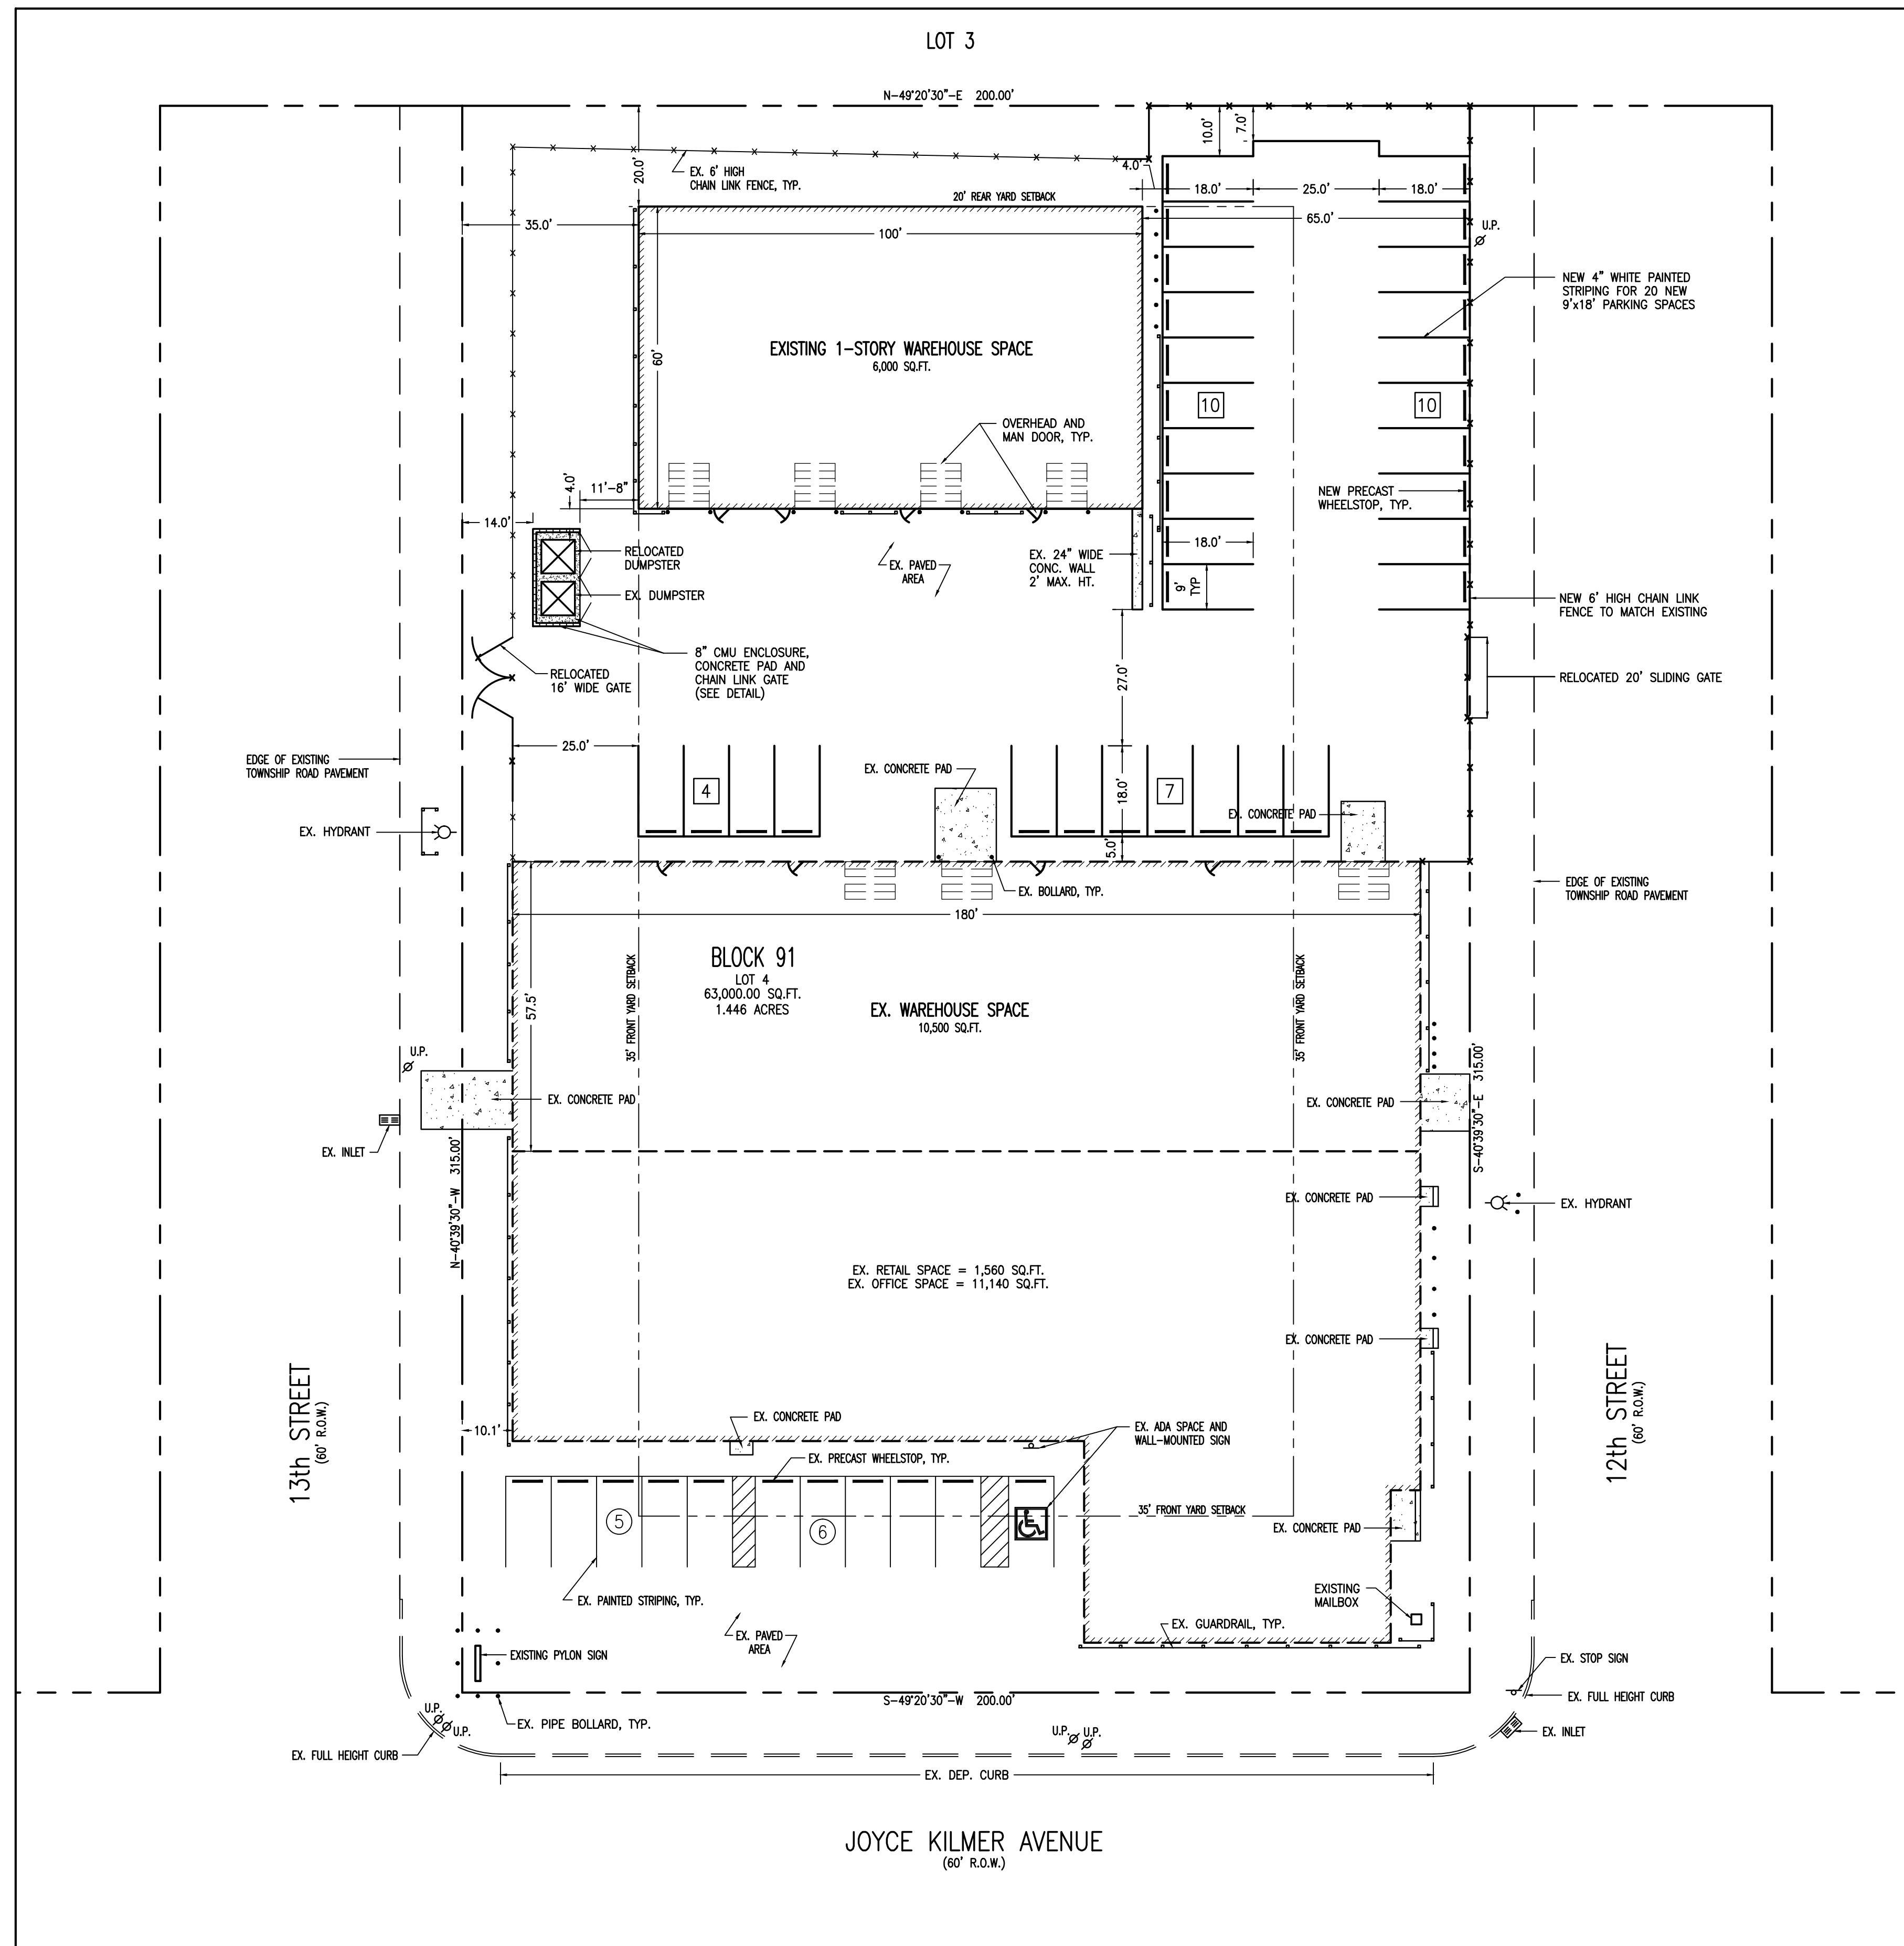 LOT 3
N-49°20'30"-E 200.00'
10.0'
7.0'
4.0'
20.0'
EX. 6' HIGH
CHAIN LINK FENCE, TYP.
20' REAR YARD SETBACK
18.0'
25.0'
18.0'
35.0'
100'
65.0'
U.P.
NEW 4" WHITE PAINTED
STRIPING FOR 20 NEW
9'x18' PARKING SPACES
EXISTING 1-STORY WAREHOUSE SPACE
6,000 SQ.FT.
60'
10
10
OVERHEAD AND
MAN DOOR, TYP.
4.0'
11'-8"
14.0'
NEW PRECAST
WHEELSTOP, TYP.
RELOCATED
DUMPSTER
EX. DUMPSTER
EX. PAVED
AREA
EX. 24" WIDE
CONC. WALL
2' MAX. HT.
18.0'
9'
TYP
NEW 6' HIGH CHAIN LINK
FENCE TO MATCH EXISTING
8" CMU ENCLOSURE,
CONCRETE PAD AND
CHAIN LINK GATE
(SEE DETAIL)
RELOCATED
16' WIDE GATE
27.0'
RELOCATED 20' SLIDING GATE
25.0'
EDGE OF EXISTING
TOWNSHIP ROAD PAVEMENT
4
EX. CONCRETE PAD
18.0'
7
EX. CONCRETE PAD
EX. HYDRANT
5.0'
EX. BOLLARD, TYP.
EDGE OF EXISTING
TOWNSHIP ROAD PAVEMENT
180'
BLOCK 91
LOT 4
63,000.00 SQ.FT.
1.446 ACRES
57.5'
35' FRONT YARD SETBACK
EX. WAREHOUSE SPACE
10,500 SQ.FT.
35' FRONT YARD SETBACK
U.P.
EX. CONCRETE PAD
EX. CONCRETE PAD
EX. INLET
N-40°39'30"-W 315.00'
S-40°39'30"-E 315.00'
EX. CONCRETE PAD
EX. HYDRANT
EX. RETAIL SPACE = 1,560 SQ.FT.
EX. OFFICE SPACE = 11,140 SQ.FT.
EX. CONCRETE PAD
13th STREET
(60' R.O.W.)
12th STREET
(60' R.O.W.)
10.1'
EX. CONCRETE PAD
EX. ADA SPACE AND
WALL-MOUNTED SIGN
EX. PRECAST WHEELSTOP, TYP.
5
6
35' FRONT YARD SETBACK
EX. CONCRETE PAD
EX. PAINTED STRIPING, TYP.
EXISTING
MAILBOX
EX. GUARDRAIL, TYP.
EX. PAVED
AREA
EXISTING PYLON SIGN
EX. STOP SIGN
S-49°20'30"-W 200.00'
EX. FULL HEIGHT CURB
U.P.
U.P.
EX. PIPE BOLLARD, TYP.
U.P.
U.P.
EX. INLET
EX. FULL HEIGHT CURB
EX. DEP. CURB
JOYCE KILMER AVENUE
(60' R.O.W.)